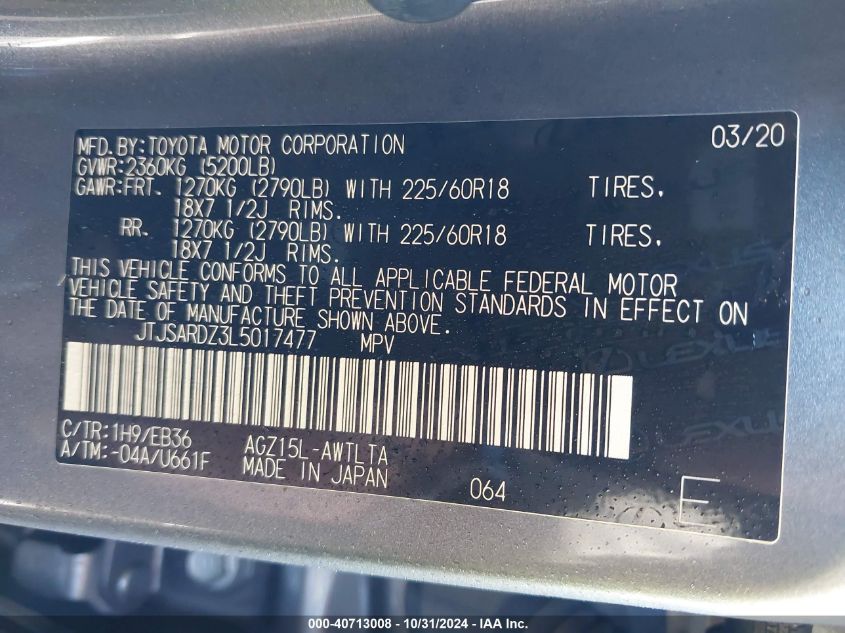 MFD. BY: TOYOTA MOTOR CORPORATION 03/20
GVWR: 2360KG (5200LB)
GAWR: FRT. 1270KG (2790LB) WITH 225/60R18 TIRES.
18X7 1/2J RIMS.
RR. 1270KG (2790LB) WITH 225/60R18 TIRES.
18X7 1/2J RIMS.
THIS VEHICLE CONFORMS TO ALL APPLICABLE FEDERAL MOTOR
VEHICLE SAFETY AND THEFT PREVENTION STANDARDS IN EFFECT ON
THE DATE OF MANUFACTURE SHOWN ABOVE.
JTJSARDZ3L5017477 MPV
C/TR: 1H9/EB36 AGZ15L-AWTLTA
A/TM: -04A/U661F MADE IN JAPAN 064 E
000-40713008 - 10/31/2024 - IAA, Inc.